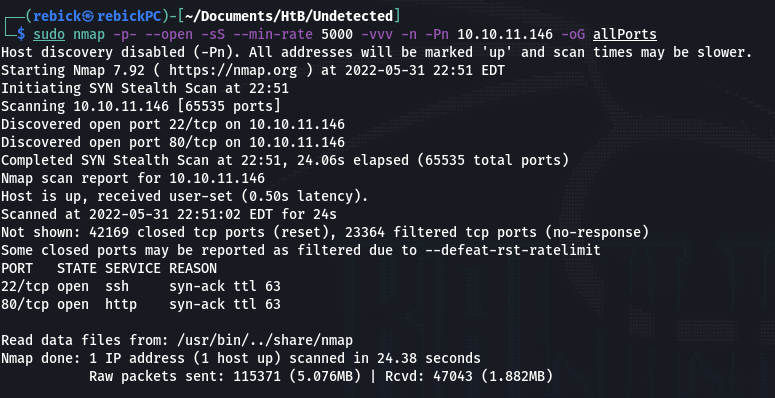 ┌──(rebick㉿rebickPC)-[~/Documents/HtB/Undetected]
└─$ sudo nmap -p- --open -sS --min-rate 5000 -vvv -n -Pn 10.10.11.146 -oG allPorts
Host discovery disabled (-Pn). All addresses will be marked 'up' and scan times may be slower.
Starting Nmap 7.92 ( https://nmap.org ) at 2022-05-31 22:51 EDT
Initiating SYN Stealth Scan at 22:51
Scanning 10.10.11.146 [65535 ports]
Discovered open port 22/tcp on 10.10.11.146
Discovered open port 80/tcp on 10.10.11.146
Completed SYN Stealth Scan at 22:51, 24.06s elapsed (65535 total ports)
Nmap scan report for 10.10.11.146
Host is up, received user-set (0.50s latency).
Scanned at 2022-05-31 22:51:02 EDT for 24s
Not shown: 42169 closed tcp ports (reset), 23364 filtered tcp ports (no-response)
Some closed ports may be reported as filtered due to --defeat-rst-ratelimit
PORT   STATE SERVICE REASON
22/tcp open  ssh     syn-ack ttl 63
80/tcp open  http    syn-ack ttl 63
Read data files from: /usr/bin/../share/nmap
Nmap done: 1 IP address (1 host up) scanned in 24.38 seconds
           Raw packets sent: 115371 (5.076MB) | Rcvd: 47043 (1.882MB)